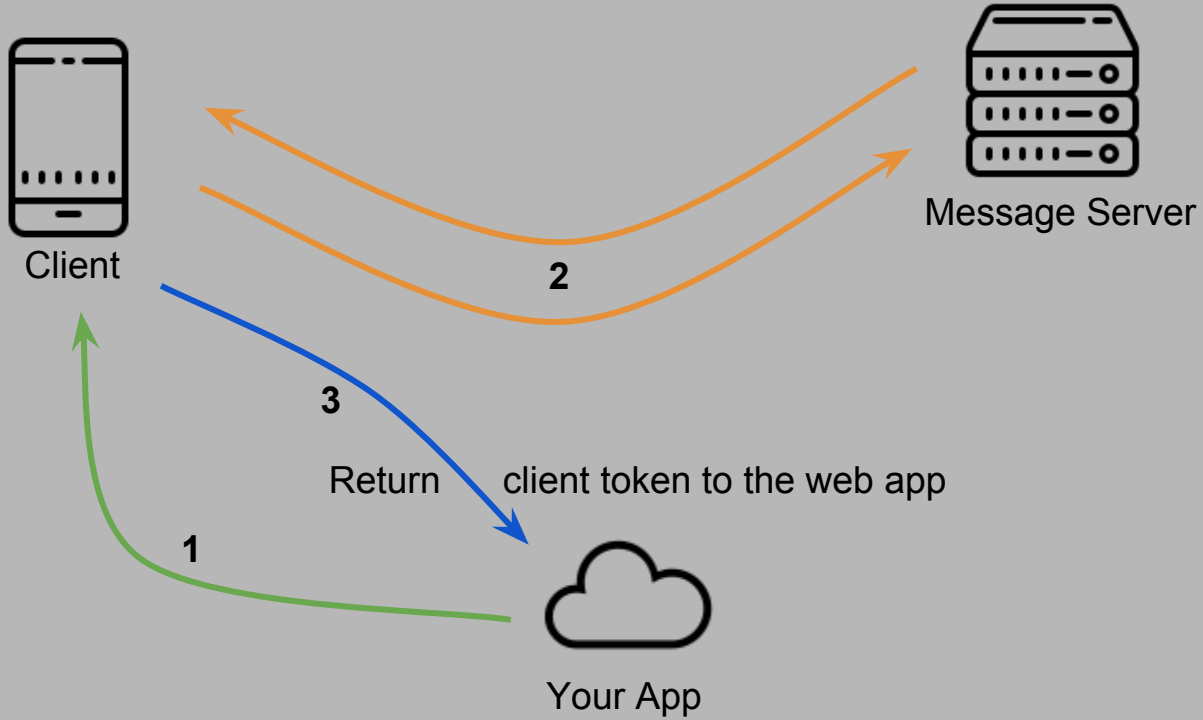 Message Server
Client
2
3
Return client token to the web app
1
Your App